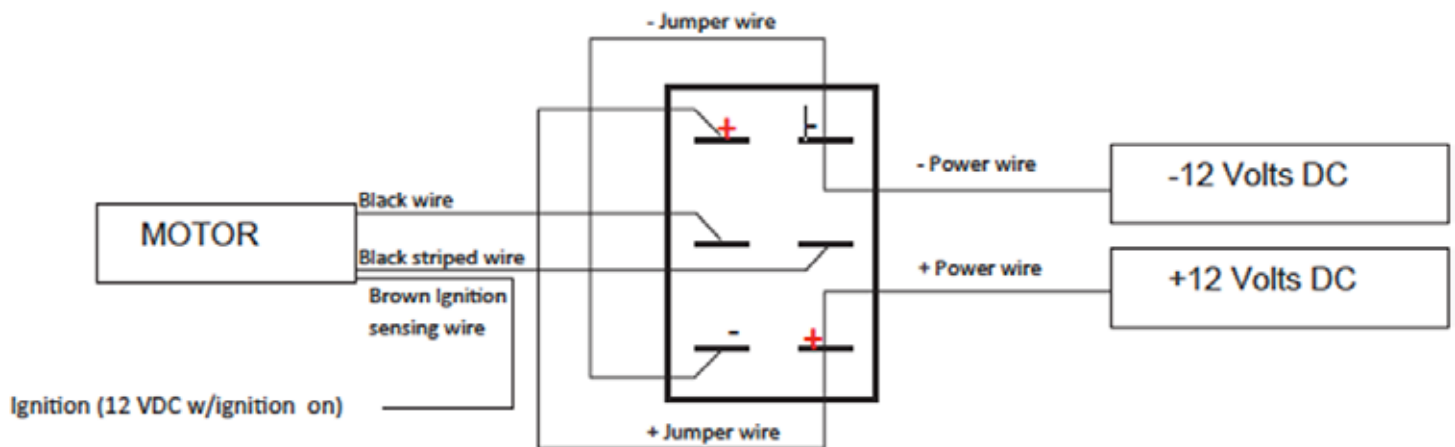 - Jumper wire
+
-
- Power wire
-12 Volts DC
Black wire
MOTOR
Black striped wire
+ Power wire
+12 Volts DC
Brown Ignition
sensing wire
-
+
Ignition (12 VDC w/ignition on)
+ Jumper wire